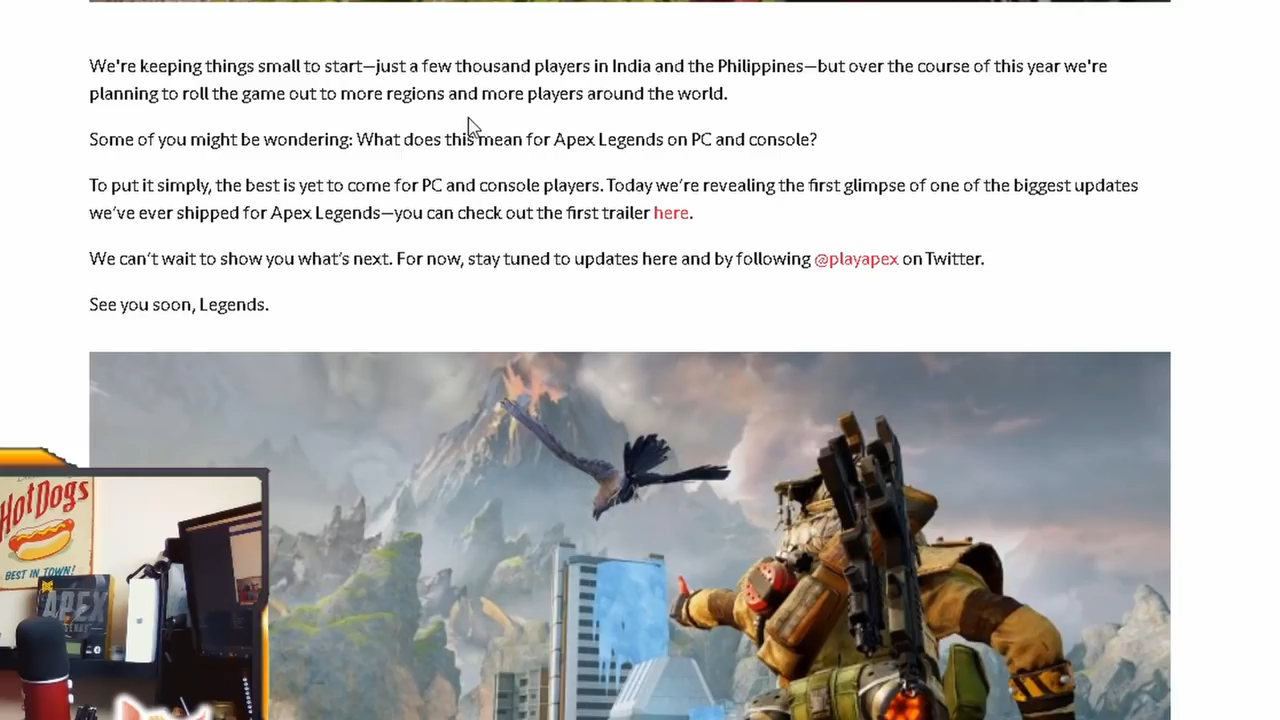 We're keeping things small to start—just a few thousand players in India and the Philippines—but over the course of this year we're
planning to roll the game out to more regions and more players around the world.
Some of you might be wondering: What does this mean for Apex Legends on PC and console?
To put it simply, the best is yet to come for PC and console players. Today we’re revealing the first glimpse of one of the biggest updates
we’ve ever shipped for Apex Legends—you can check out the first trailer here.
We can’t wait to show you what’s next. For now, stay tuned to updates here and by following @playapex on Twitter.
See you soon, Legends.
HOT DOGS
BEST IN TOWN!
APEX